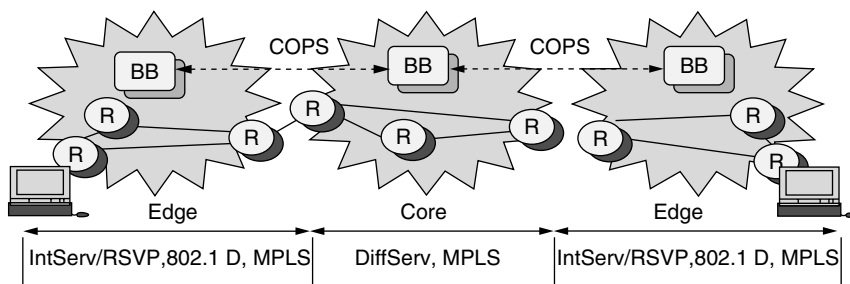 COPS COPS
BB BB BB
R R R
R R R R
R R
Edge Core Edge
IntServ/RSVP,802.1 D, MPLS DiffServ, MPLS IntServ/RSVP,802.1 D, MPLS